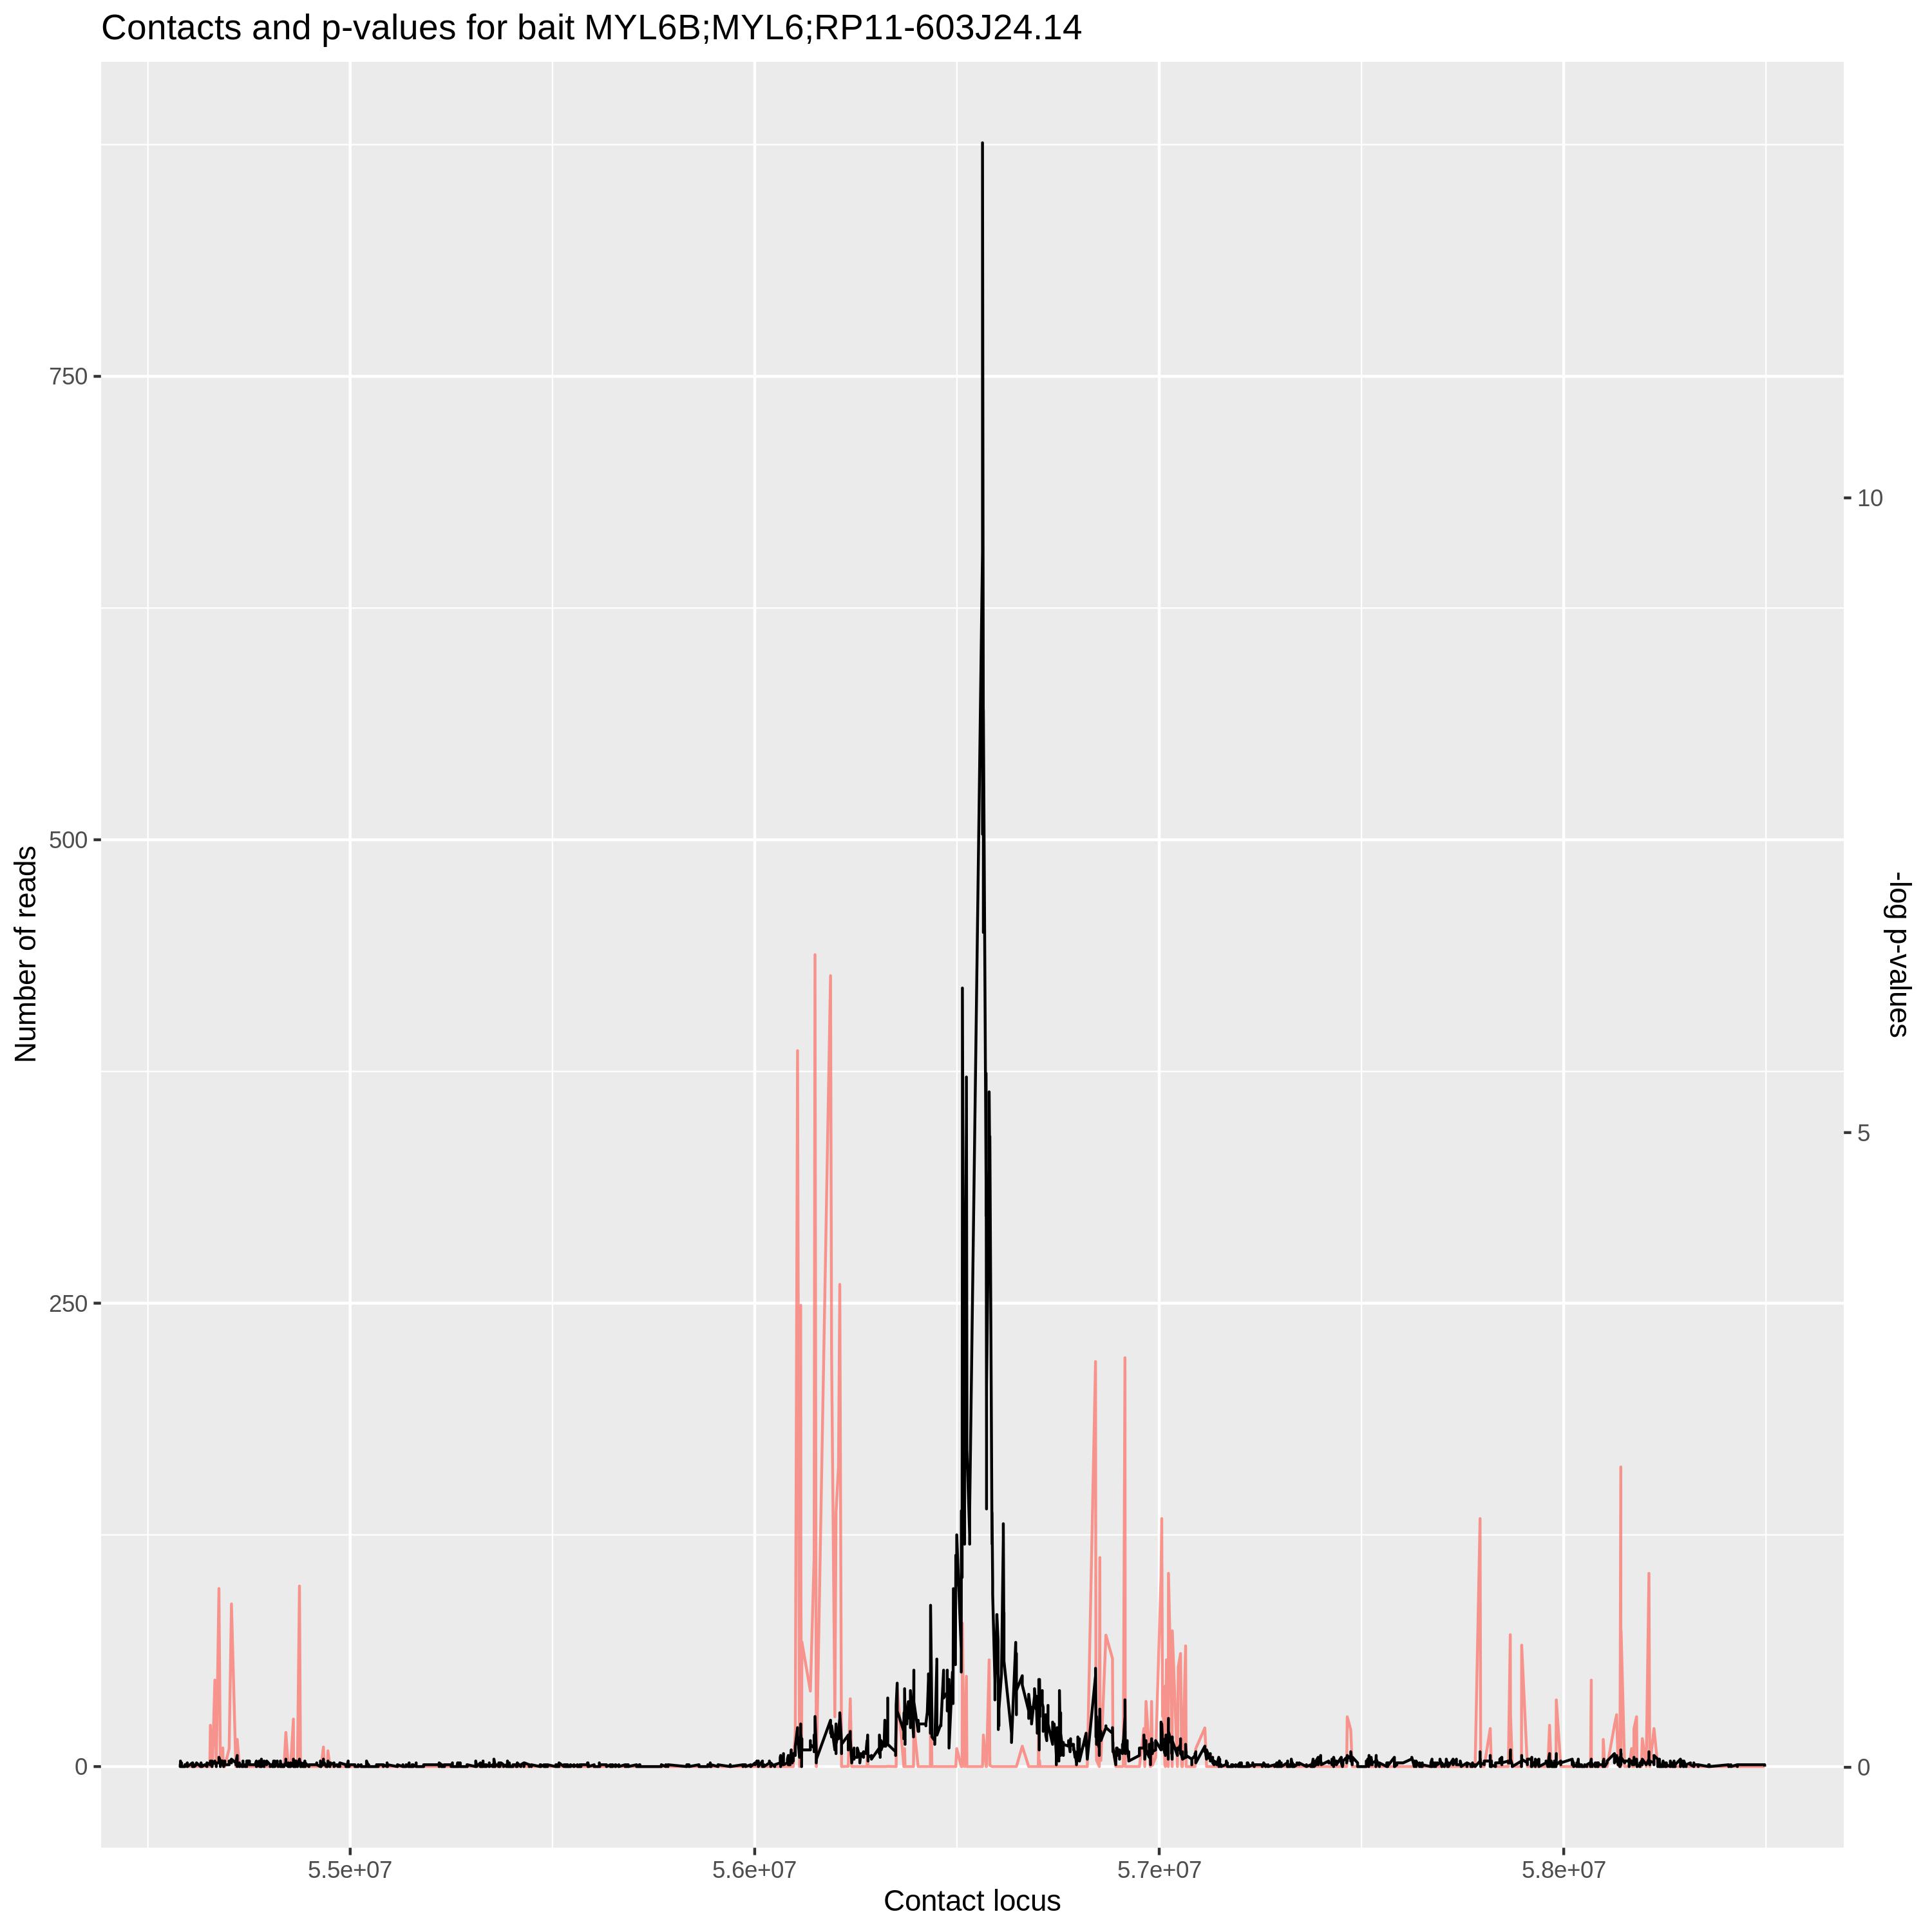 Contacts and p-values for bait MYL6B;MYL6;RP11-603J24.14
750
500
250
0
Number of reads
10
5
0
-log p-values
5.5e+07
5.6e+07
5.7e+07
5.8e+07
Contact locus